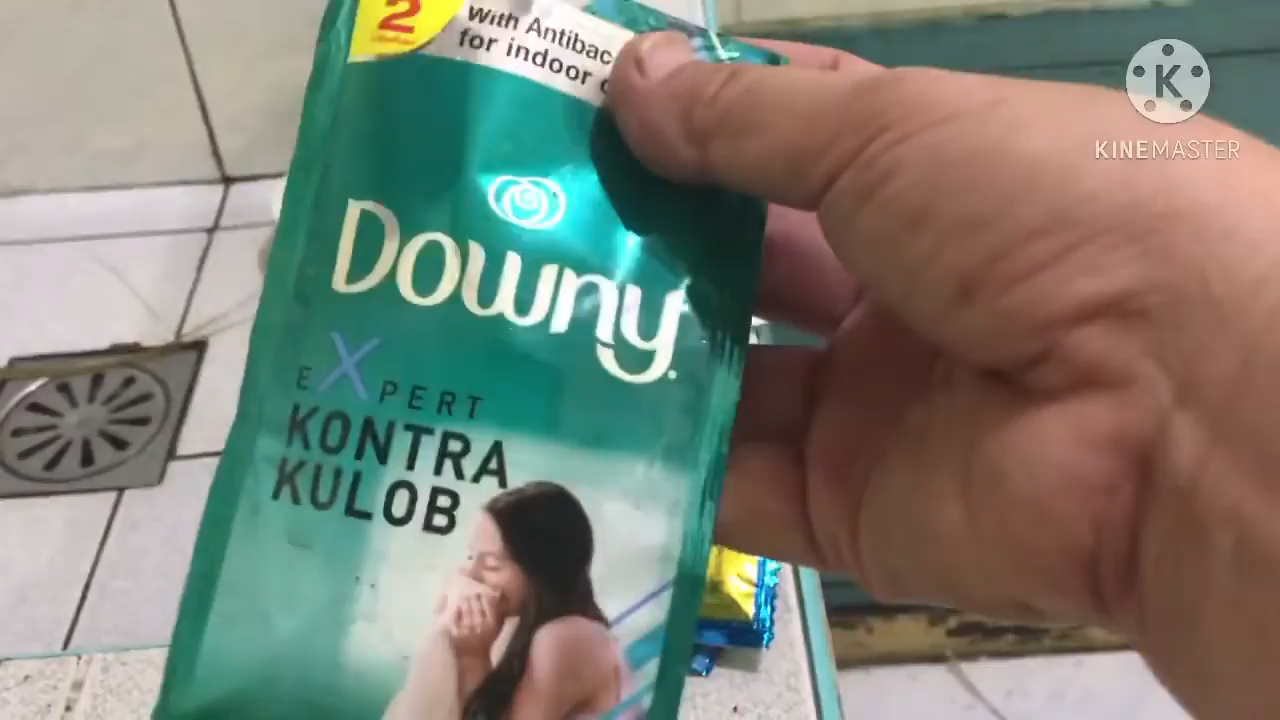 2
With Antibac
for indoor
Downy
EXPERT
KONTRA
KULOB
K
KINEMASTER